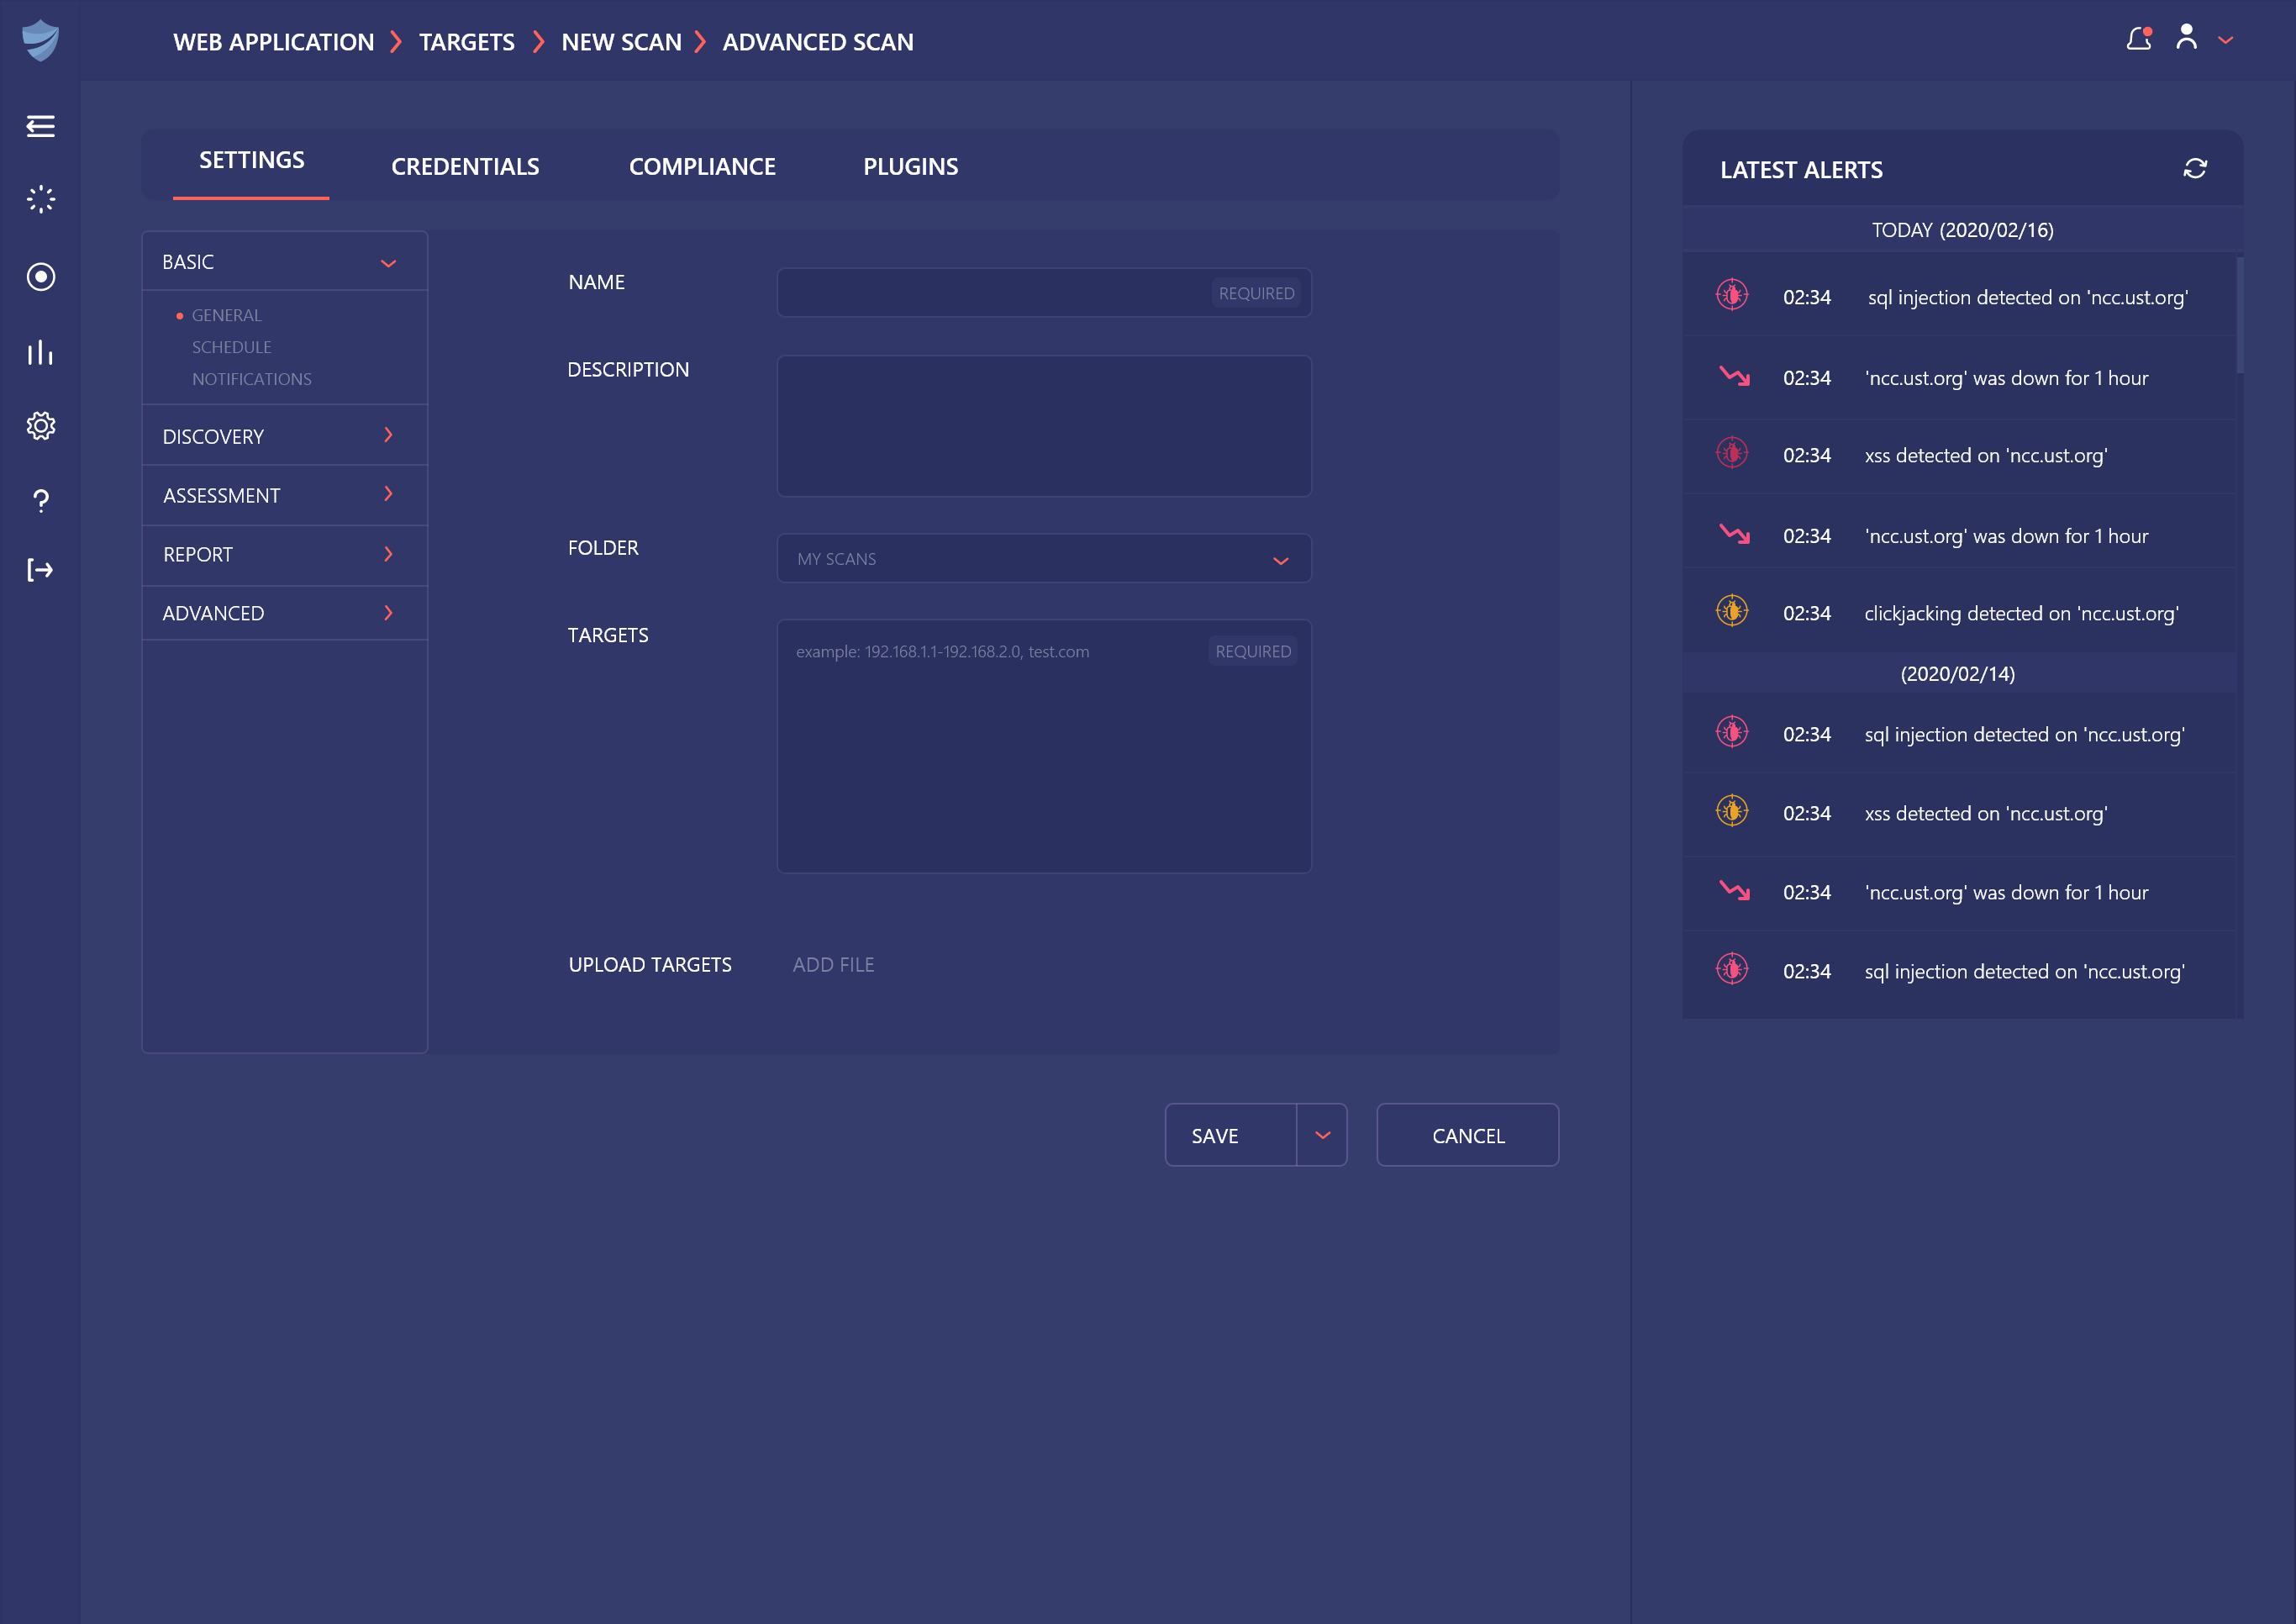 WEB APPLICATION > TARGETS > NEW SCAN > ADVANCED SCAN
SETTINGS CREDENTIALS COMPLIANCE PLUGINS
BASIC
GENERAL
SCHEDULE
NOTIFICATIONS
DISCOVERY
ASSESSMENT
REPORT
ADVANCED
NAME
REQUIRED
DESCRIPTION
FOLDER
MY SCANS
TARGETS
example: 192.168.1.1-192.168.2.0, test.com
REQUIRED
UPLOAD TARGETS ADD FILE
SAVE
CANCEL
LATEST ALERTS
TODAY (2020/02/16)
02:34 sql injection detected on 'ncc.ust.org'
02:34 'ncc.ust.org' was down for 1 hour
02:34 xss detected on 'ncc.ust.org'
02:34 'ncc.ust.org' was down for 1 hour
02:34 clickjacking detected on 'ncc.ust.org'
(2020/02/14)
02:34 sql injection detected on 'ncc.ust.org'
02:34 xss detected on 'ncc.ust.org'
02:34 'ncc.ust.org' was down for 1 hour
02:34 sql injection detected on 'ncc.ust.org'